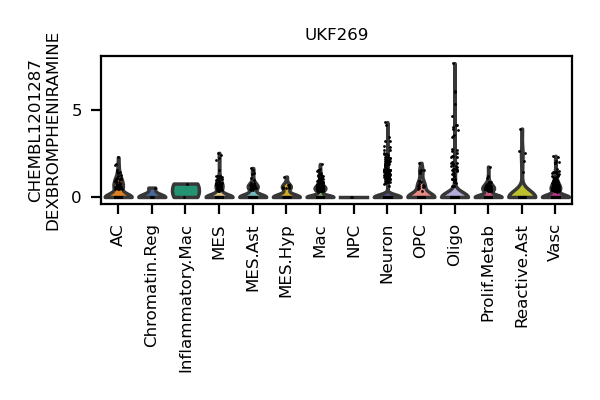 UKF269
CHEMBL1201287
DEXBROMPHENIRAMINE
5
0
AC
Chromatin.Reg
Inflammatory.Mac
MES
MES.Ast
MES.Hyp
Mac
NPC
Neuron
OPC
Oligo
Prolif.Metab
Reactive.Ast
Vasc